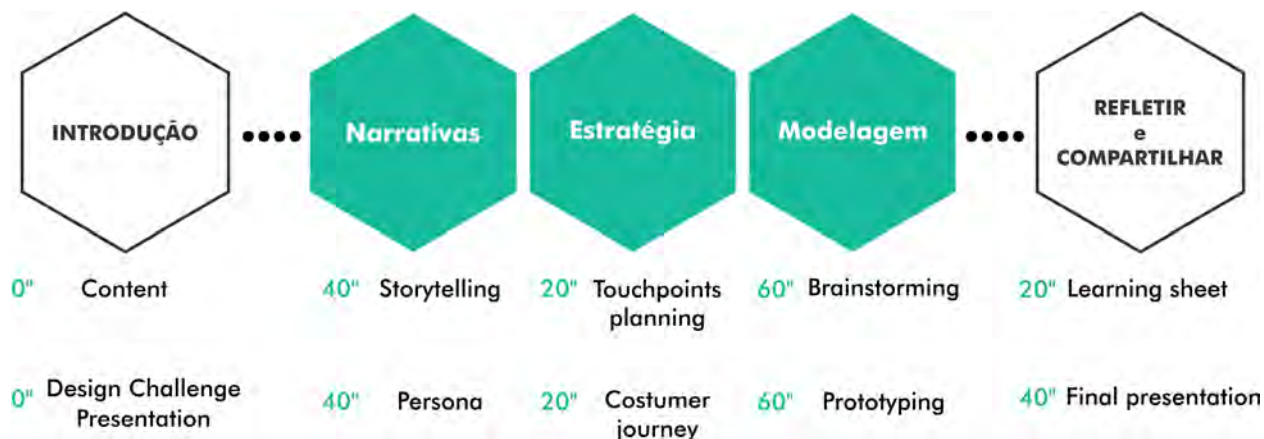 INTRODUÇÃO
Narrativas
Estratégia
Modelagem
REFLETIR
e
COMPARTILHAR
0" Content
40" Storytelling
20" Touchpoints
planning
60" Brainstorming
20" Learning sheet
0" Design Challenge
Presentation
40" Persona
20" Costumer
journey
60" Prototyping
40" Final presentation